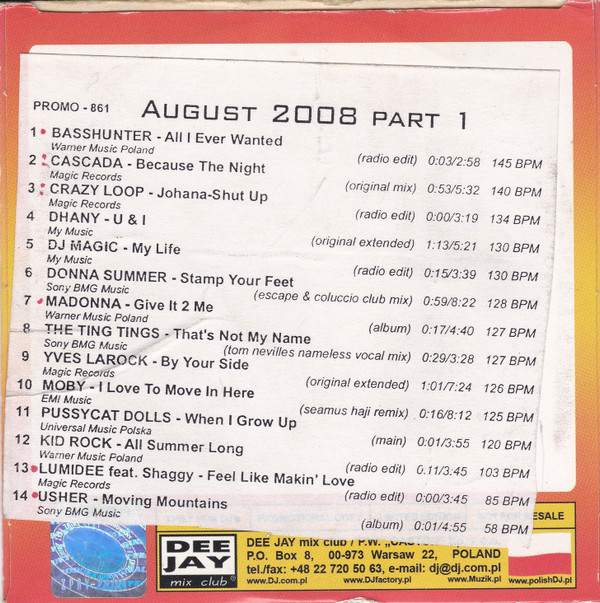 PROMO - 861 AUGUST 2008 PART 1
1 BASSHUNTER - All I Ever Wanted (radio edit) 0:03/2:58 145 BPM
Warner Music Poland
2 CASCADA - Because The Night (original mix) 0:53/5:32 140 BPM
Magic Records
3 CRAZY LOOP - Johana-Shut Up (radio edit) 0:00/3:19 134 BPM
Magic Records
4 DHANY - U & I (original extended) 1:13/5:21 130 BPM
My Music
5 DJ MAGIC - My Life (radio edit) 0:15/3:39 130 BPM
My Music
6 DONNA SUMMER - Stamp Your Feet (escape & coluccio club mix) 0:59/8:22 128 BPM
Sony BMG Music
7 MADONNA - Give It 2 Me (album) 0:17/4:40 127 BPM
Warner Music Poland
8 THE TING TINGS - That's Not My Name (tom nevilles nameless vocal mix) 0:29/3:28 127 BPM
Sony BMG Music
9 YVES LAROCK - By Your Side (original extended) 1:01/7:24 126 BPM
Magic Records
10 MOBY - I Love To Move In Here (seamus haji remix) 0:16/8:12 125 BPM
EMI Music
11 PUSSYCAT DOLLS - When I Grow Up (main) 0:01/3:55 120 BPM
Universal Music Polska
12 KID ROCK - All Summer Long (radio edit) 0:11/3:45 103 BPM
Warner Music Poland
13 LUMIDEE feat. Shaggy - Feel Like Makin' Love (radio edit) 0:00/3:45 85 BPM
Magic Records
14 USHER - Moving Mountains (album) 0:01/4:55 58 BPM
Sony BMG Music
DEE JAY mix club
DEE JAY mix club / P.W.
P.O. Box 8, 00-973 Warsaw 22, POLAND
tel./fax: +48 22 720 50 63, e-mail: dj@dj.com.pl
www.DJ.com.pl www.DJfactory.pl www.Muzik.pl www.polishDJ.pl